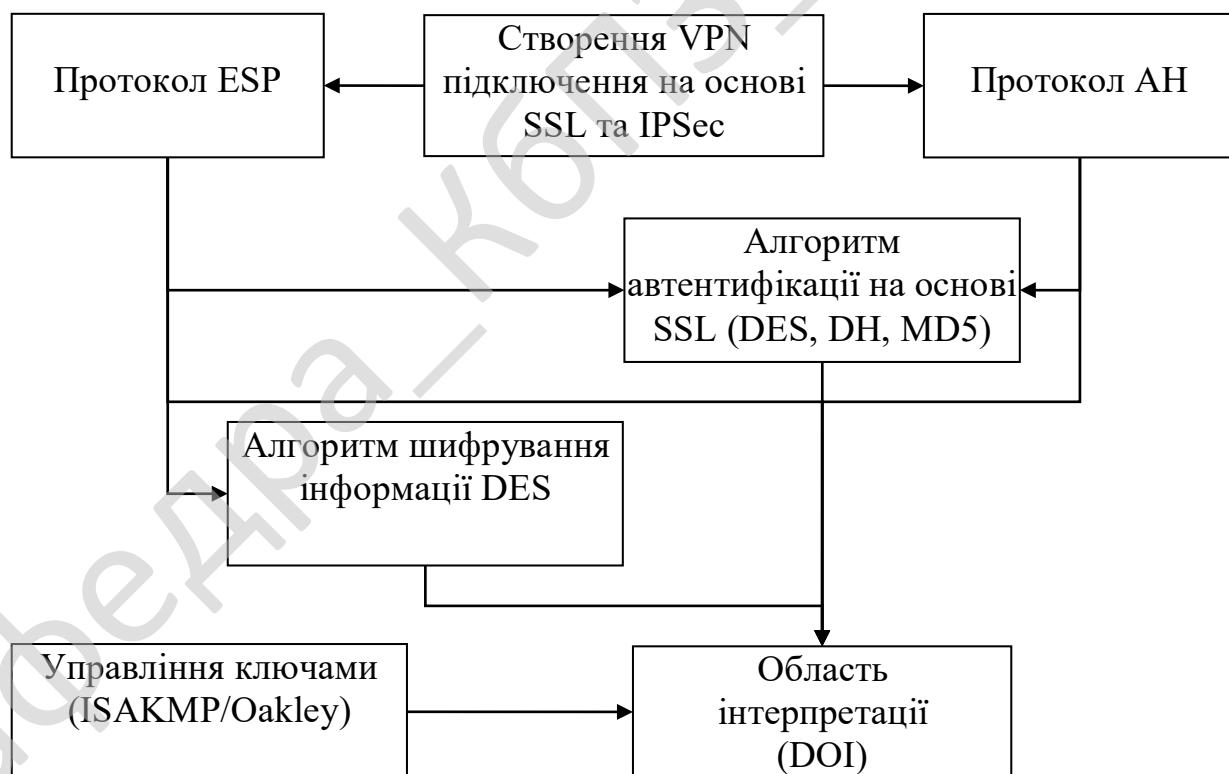 Протокол ESP
Створення VPN
підключення на основі
SSL та IPSec
Протокол AH
Алгоритм
автентифікації на основі
SSL (DES, DH, MD5)
Алгоритм шифрування
інформації DES
Управління ключами
(ISAKMP/Oakley)
Область
інтерпретації
(DOI)